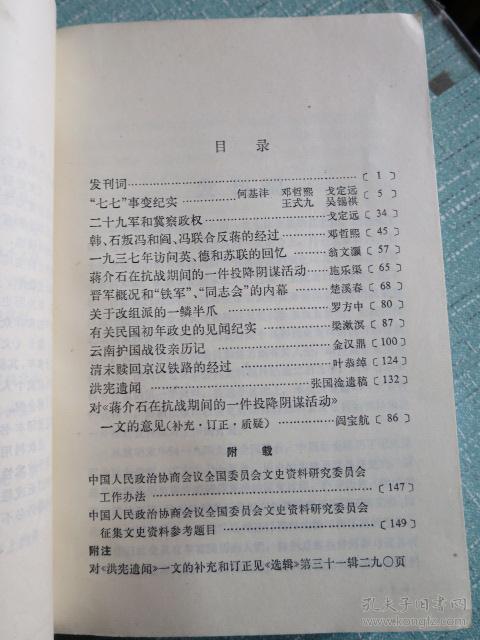 目录
发刊词〔1〕
“七七”事变纪实 何基沣 邓哲熙 戈定远 王式九 吴锡祺〔5〕
二十九军和冀察政权 戈定远〔34〕
韩、石叛冯和阎、冯联合反蒋的经过 邓哲熙〔45〕
一九三七年访问英、德和苏联的回忆 翁文灏〔57〕
蒋介石在抗战期间的一件投降阴谋活动 施乐渠〔65〕
晋军概况和“铁军”、“同志会”的内幕 楚溪春〔68〕
关于改组派的一鳞半爪 罗方中〔80〕
有关民国初年政史的见闻纪实 梁漱溟〔87〕
云南护国战役亲历记 金汉鼎〔100〕
清末赎回京汉铁路的经过 叶恭绰〔124〕
洪宪遗闻 张国淦遗稿〔132〕
对《蒋介石在抗战期间的一件投降阴谋活动》
一文的意见(补充·订正·质疑) 阎宝航〔86〕
附载
中国人民政治协商会议全国委员会文史资料研究委员会
工作办法〔147〕
中国人民政治协商会议全国委员会文史资料研究委员会
征集文史资料参考题目〔149〕
附注
对《洪宪遗闻》一文的补充和订正见《选辑》第三十一辑二九〇页
孔夫子旧书网